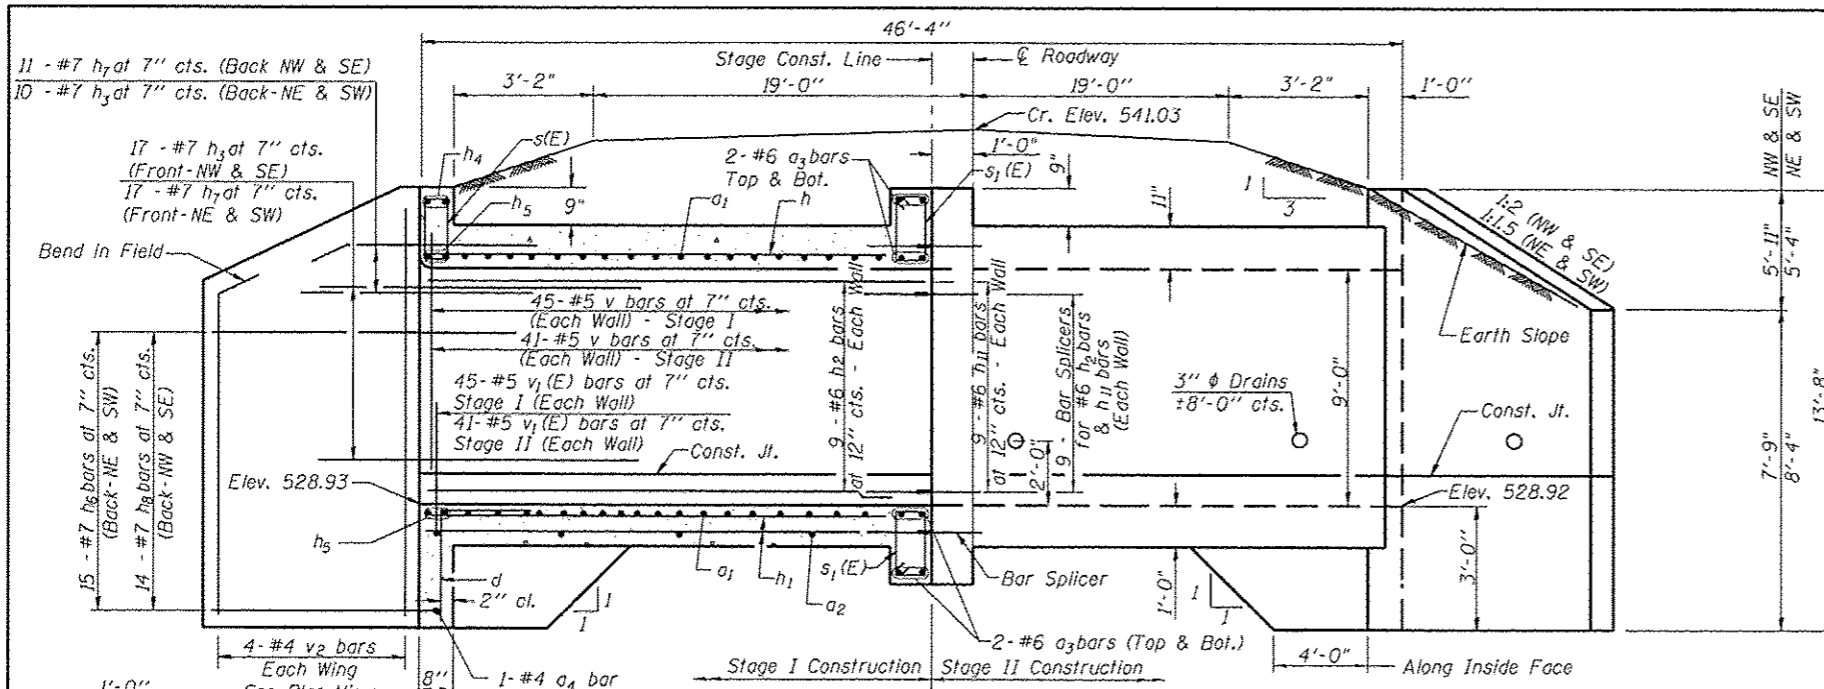 46'-4"
Stage Const. Line
℄ Roadway
11 - #7 h7 at 7" cts. (Back NW & SE)
10 - #7 h3 at 7" cts. (Back-NE & SW)
3'-2"
19'-0"
19'-0"
3'-2"
1'-0"
NW & SE
NE & SW
Cr. Elev. 541.03
s(E)
h4
17 - #7 h3 at 7" cts.
(Front-NW & SE)
17 - #7 h7 at 7" cts.
(Front-NE & SW)
2- #6 a3 bars
Top & Bot.
1'-0"
s1(E)
9"
9"
11"
1
3
h5
a1
h
1:2 (NW & SE)
1:1.5 (NE & SW)
5'-11"
5'-4"
Bend in Field
45- #5 v bars at 7" cts.
(Each Wall) - Stage I
41- #5 v bars at 7" cts.
(Each Wall) - Stage II
45- #5 v1(E) bars at 7" cts.
Stage I (Each Wall)
41- #5 v1(E) bars at 7" cts.
Stage II (Each Wall)
9 - #6 h2 bars
at 12" cts. - Each Wall
9 - #6 h11 bars
at 12" cts. - Each Wall
9 - Bar Splicers
for #6 h2 bars
& h11 bars
(Each Wall)
Earth Slope
3" ϕ Drains
±8'-0" cts.
9'-0"
Const. Jt.
13'-8"
15 - #7 h6 bars at 7" cts.
(Back-NE & SW)
14 - #7 h8 bars at 7" cts.
(Back-NW & SE)
Const. Jt.
2'-0"
Elev. 528.93
Elev. 528.92
7'-9"
8'-4"
h5
a1
h1
a2
s1(E)
Bar Splicer
1'-0"
3'-0"
d
2" cl.
1
1
1
1
2- #6 a3 bars (Top & Bot.)
4- #4 v2 bars
Each Wing
8"
1- #4 a4 bar
Stage I Construction
Stage II Construction
4'-0"
Along Inside Face
1'-0"